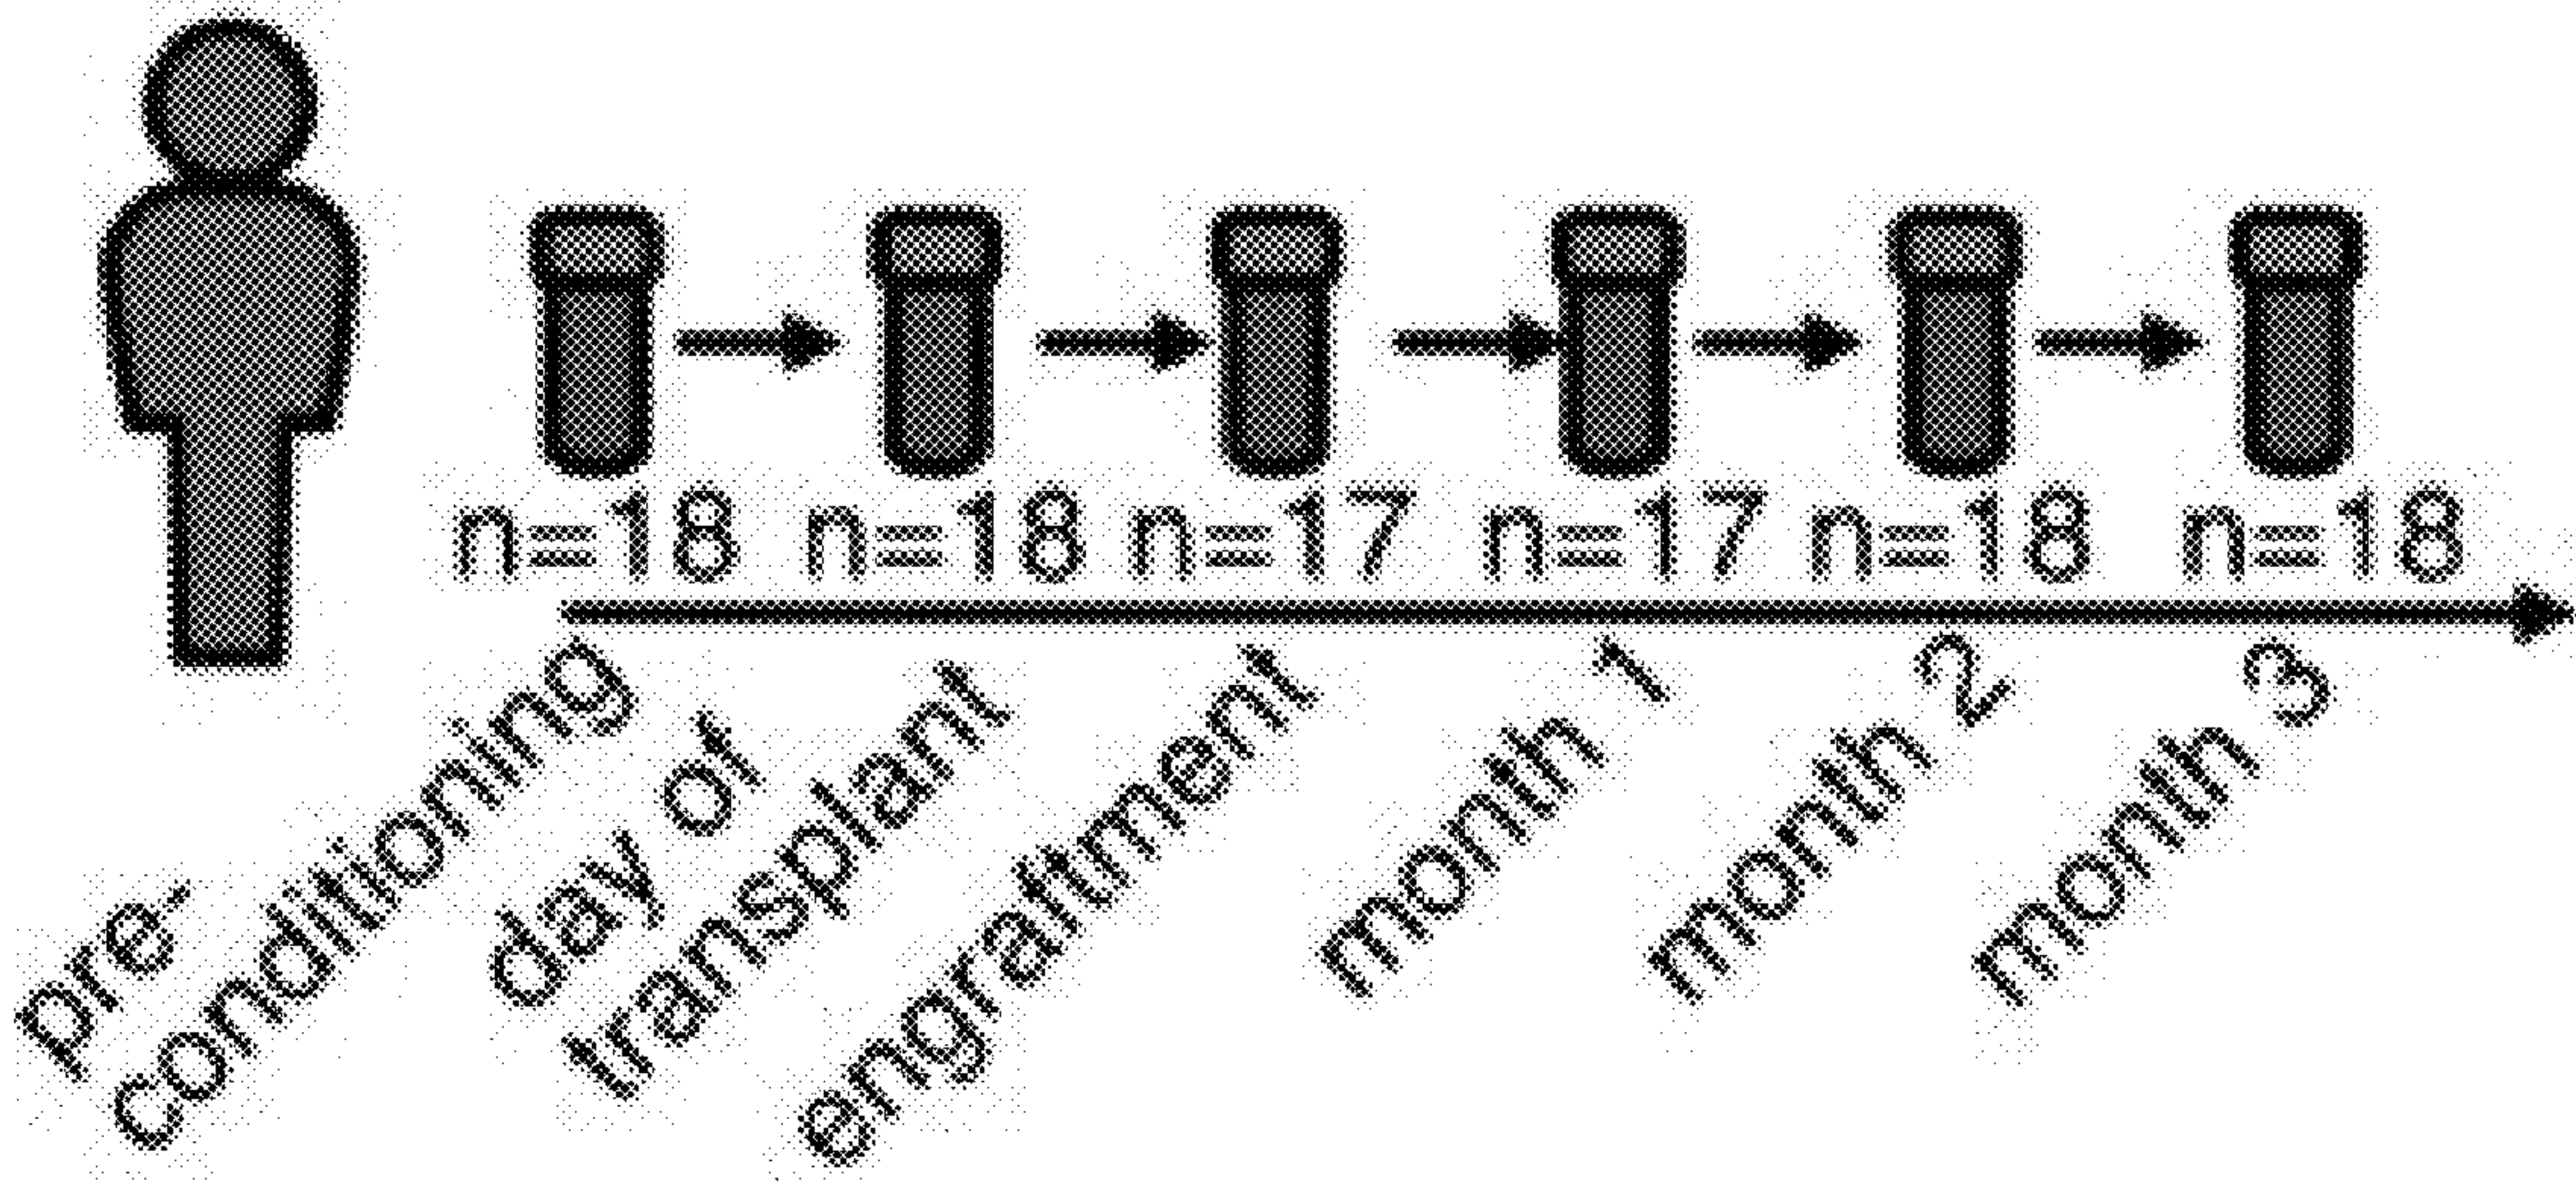 n=18 n=18 n=17 n=17 n=18 n=18
pre-
conditioning
day of
transplant
engraftment
month 1
month 2
month 3